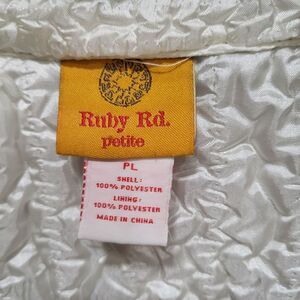 Ruby Rd.
petite
PL
SHELL:
100% POLYESTER
LINING:
100% POLYESTER
MADE IN CHINA